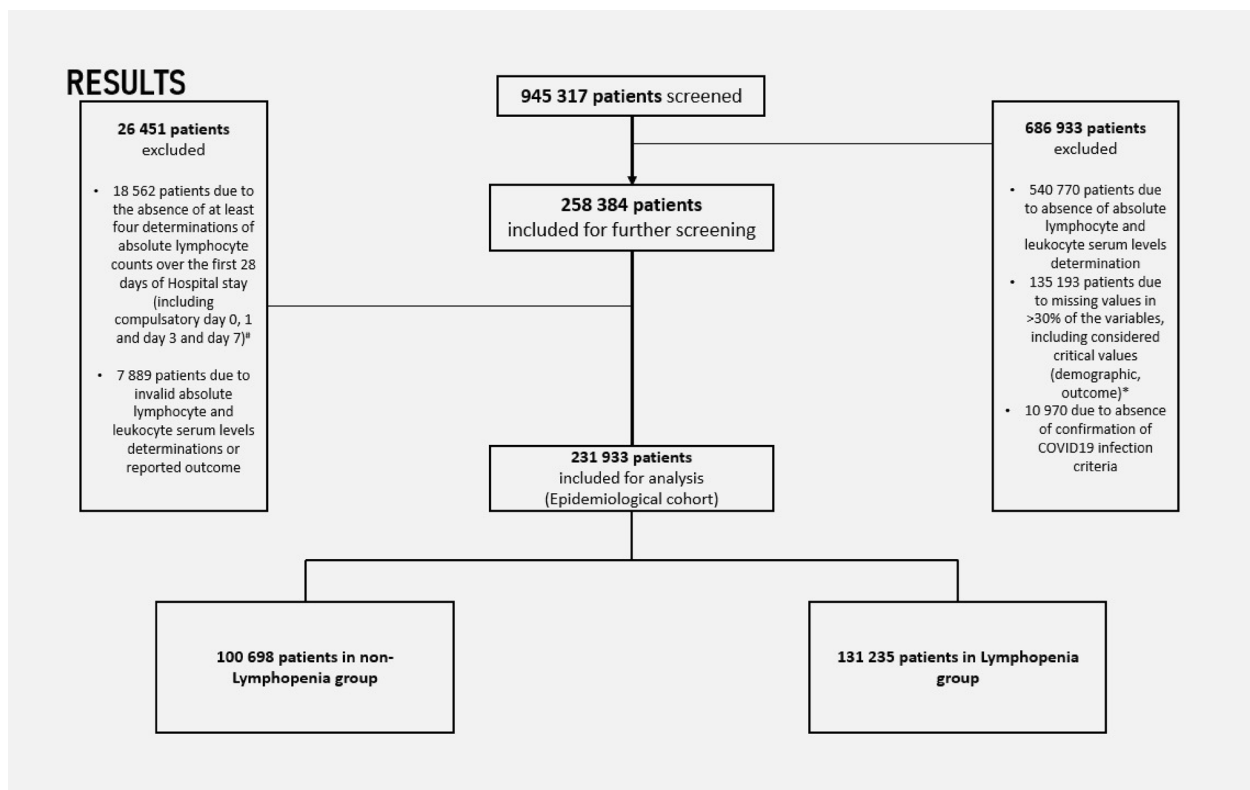 RESULTS
945 317 patients screened
26 451 patients
excluded
• 18 562 patients due to
the absence of at least
four determinations of
absolute lymphocyte
counts over the first 28
days of Hospital stay
(including
compulsatory day 0, 1
and day 3 and day 7)#
• 7 889 patients due to
invalid absolute
lymphocyte and
leukocyte serum levels
determinations or
reported outcome
686 933 patients
excluded
• 540 770 patients due
to absence of absolute
lymphocyte and
leukocyte serum levels
determination
• 135 193 patients due
to missing values in
>30% of the variables,
including considered
critical values
(demographic,
outcome)*
• 10 970 due to absence
of confirmation of
COVID19 infection
criteria
258 384 patients
included for further screening
231 933 patients
included for analysis
(Epidemiological cohort)
100 698 patients in non-
Lymphopenia group
131 235 patients in Lymphopenia
group